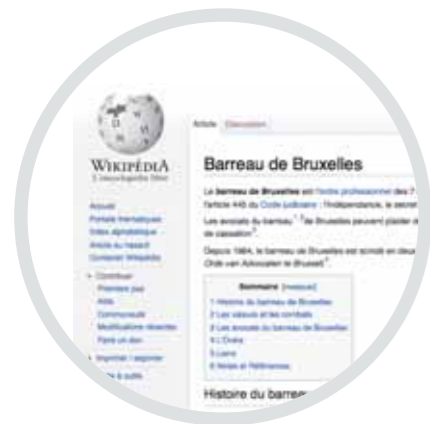 WIKIPÉDIA
L'encyclopédie libre
Accueil
Portails thématiques
Index alphabétique
Article au hasard
Contacter Wikipédia
Contribuer
Premiers pas
Aide
Communauté
Modifications récentes
Faire un don
Imprimer / exporter
à outils
Article Discussion
Barreau de Bruxelles
Le barreau de Bruxelles est l'ordre professionnel des 7
l'article 445 du Code judiciaire : l'indépendance, le secret
Les avocats du barreau de Bruxelles peuvent plaider
de cassation
Depuis 1984, le barreau de Bruxelles est scindé en deux
Orde van Advocaten te Brussel
Sommaire [masquer]
1 Histoire du barreau de Bruxelles
2 Les valeurs et les combats
3 Les avocats du barreau de Bruxelles
4 L'Ordre
5 Liens
6 Notes et Références
Histoire du barreau